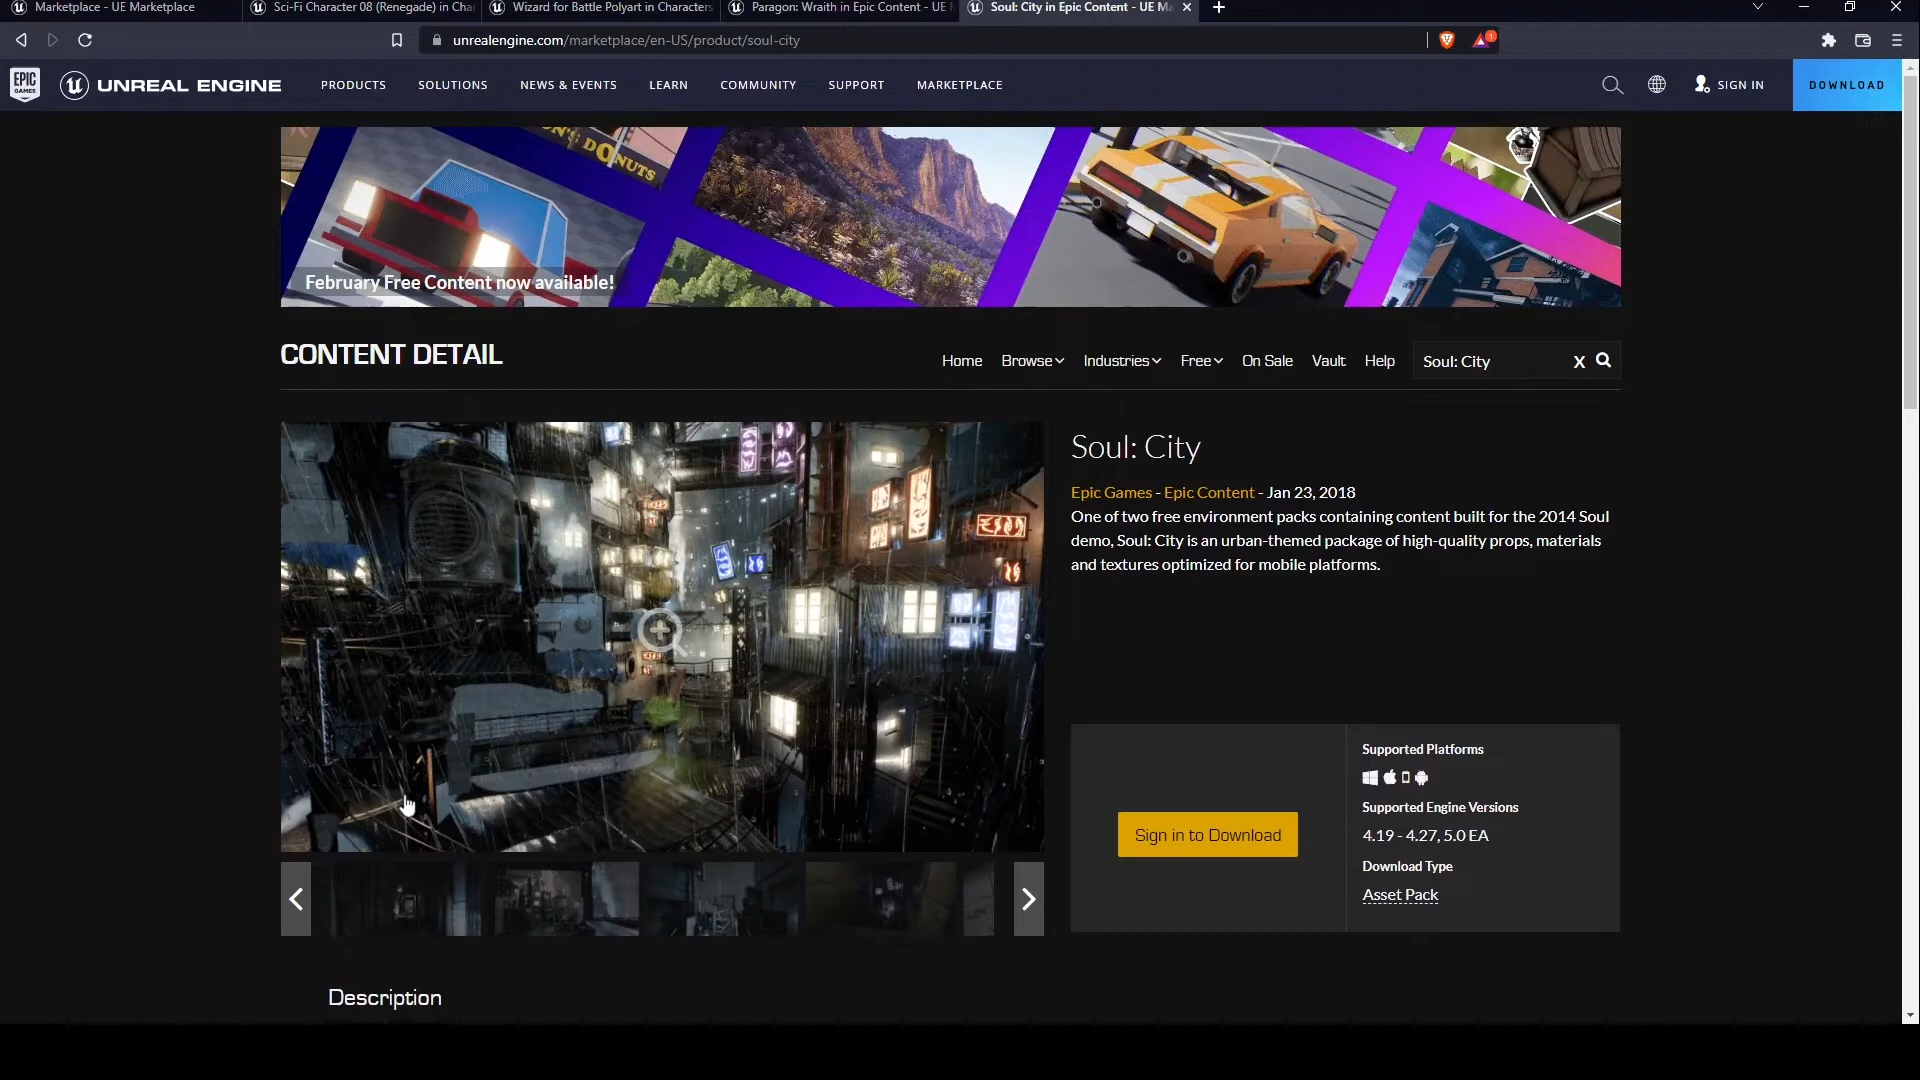 Marketplace - UE Marketplace
Sci-Fi Character 08 (Renegade) in Cha
Wizard for Battle Polyart in Characters
Paragon: Wraith in Epic Content - UE M
Soul: City in Epic Content - UE Ma
unrealengine.com/marketplace/en-US/product/soul-city
1
EPIC GAMES
UNREAL ENGINE
PRODUCTS
SOLUTIONS
NEWS & EVENTS
LEARN
COMMUNITY
SUPPORT
MARKETPLACE
SIGN IN
DOWNLOAD
DONUTS
February Free Content now available!
CONTENT DETAIL
Home
Browse
Industries
Free
On Sale
Vault
Help
Soul: City
X
Soul: City
Epic Games - Epic Content - Jan 23, 2018
One of two free environment packs containing content built for the 2014 Soul
demo, Soul: City is an urban-themed package of high-quality props, materials
and textures optimized for mobile platforms.
Supported Platforms
Supported Engine Versions
Sign in to Download
4.19 - 4.27, 5.0 EA
Download Type
Asset Pack
Description